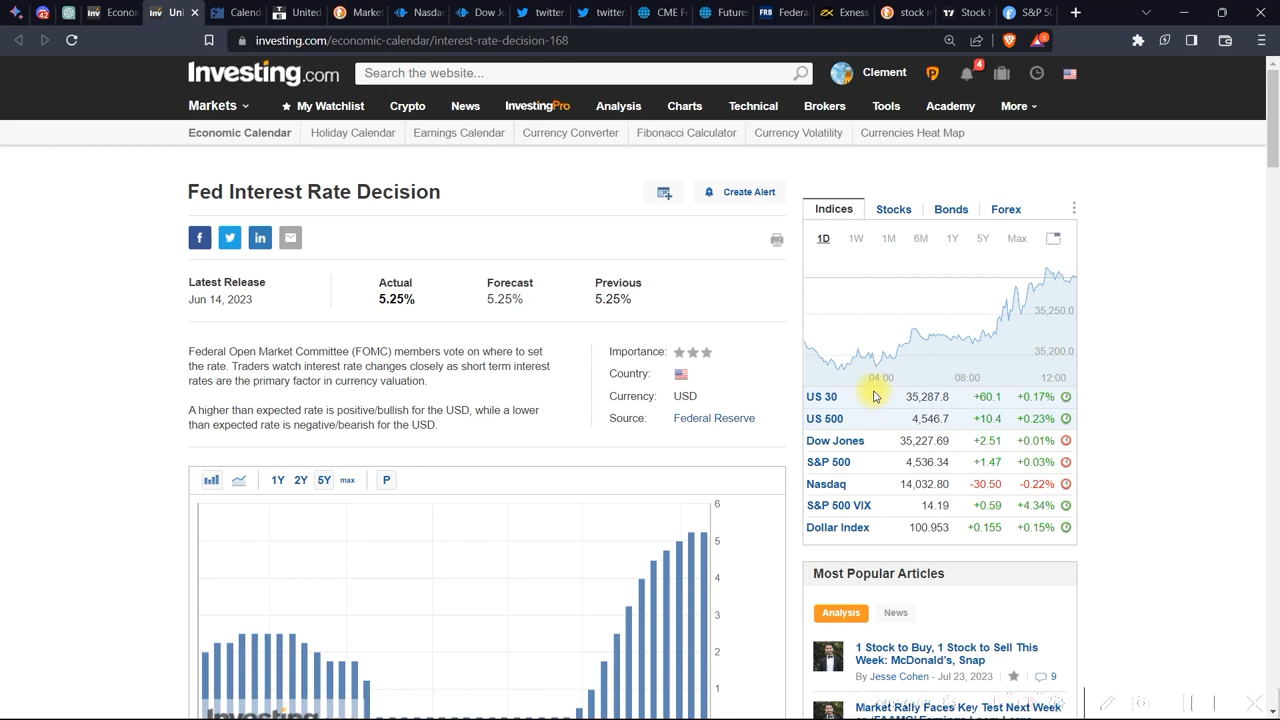 42
Econor
Uni
Calend
United
Market
Nasda
Dow Jo
twitter
twitter
CME F
Future
FRB
Federa
Exness
stock m
Stock
S&P 50
investing.com/economic-calendar/interest-rate-decision-168
Investing.com
Search the website...
Clement
4
Markets
My Watchlist
Crypto
News
InvestingPro
Analysis
Charts
Technical
Brokers
Tools
Academy
More
Economic Calendar
Holiday Calendar
Earnings Calendar
Currency Converter
Fibonacci Calculator
Currency Volatility
Currencies Heat Map
Fed Interest Rate Decision
Create Alert
Latest Release
Jun 14, 2023
Actual
5.25%
Forecast
5.25%
Previous
5.25%
Federal Open Market Committee (FOMC) members vote on where to set
the rate. Traders watch interest rate changes closely as short term interest
rates are the primary factor in currency valuation.
A higher than expected rate is positive/bullish for the USD, while a lower
than expected rate is negative/bearish for the USD.
Importance:
Country:
Currency: USD
Source: Federal Reserve
1Y 2Y 5Y max P
6
5
4
3
2
1
Investing
Indices Stocks Bonds Forex
1D 1W 1M 6M 1Y 5Y Max
35,250.0
35,200.0
04:00 08:00 12:00
US 30 35,287.8 +60.1 +0.17%
US 500 4,546.7 +10.4 +0.23%
Dow Jones 35,227.69 +2.51 +0.01%
S&P 500 4,536.34 +1.47 +0.03%
Nasdaq 14,032.80 -30.50 -0.22%
S&P 500 VIX 14.19 +0.59 +4.34%
Dollar Index 100.953 +0.155 +0.15%
Most Popular Articles
Analysis News
1 Stock to Buy, 1 Stock to Sell This
Week: McDonald's, Snap
By Jesse Cohen - Jul 23, 2023 9
Market Rally Faces Key Test Next Week